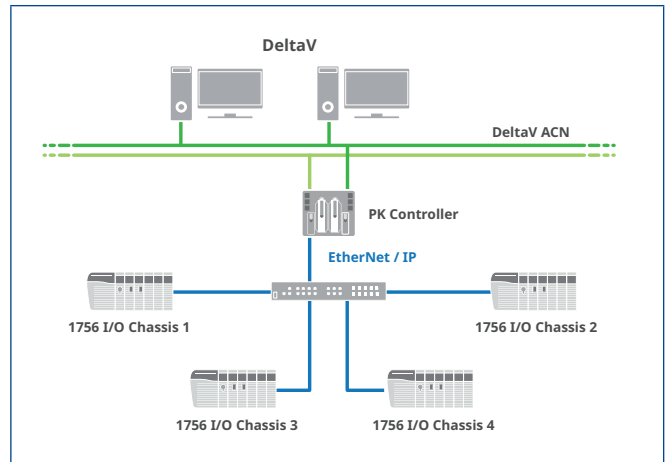 DeltaV
DeltaV ACN
PK Controller
EtherNet / IP
1756 I/O Chassis 1
1756 I/O Chassis 2
1756 I/O Chassis 3
1756 I/O Chassis 4